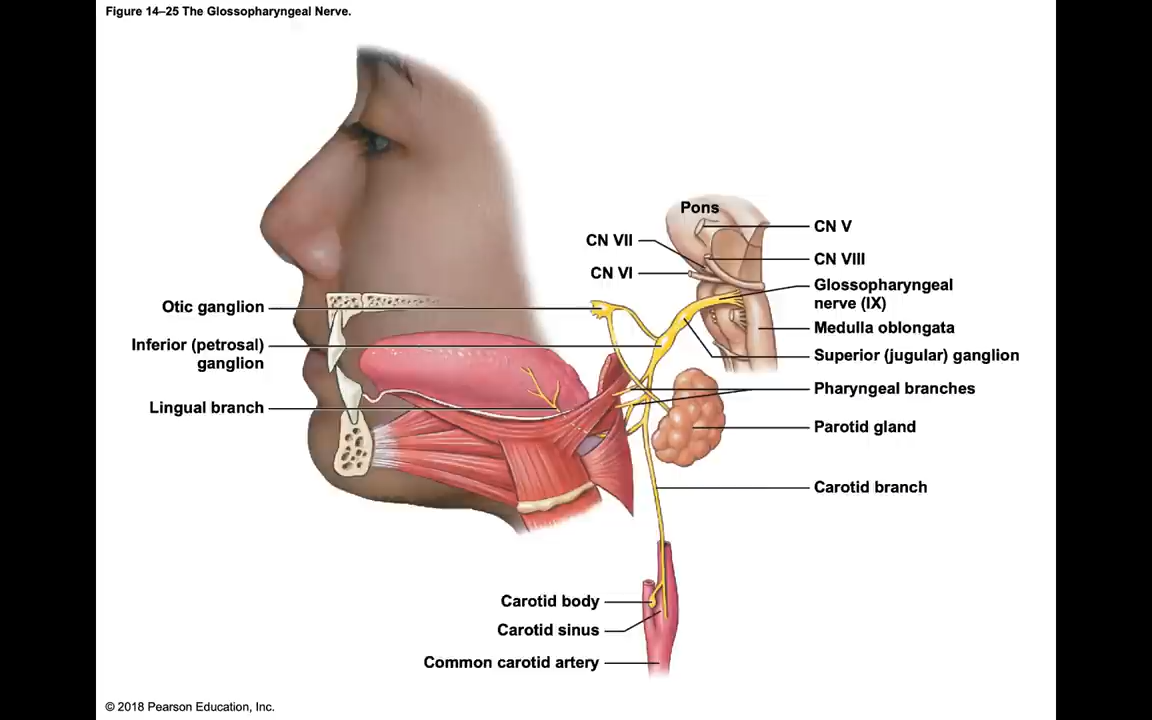 Figure 14–25 The Glossopharyngeal Nerve.
Pons
CN V
CN VII
CN VIII
CN VI
Glossopharyngeal
nerve (IX)
Otic ganglion
Medulla oblongata
Inferior (petrosal)
ganglion
Superior (jugular) ganglion
Pharyngeal branches
Lingual branch
Parotid gland
Carotid branch
Carotid body
Carotid sinus
Common carotid artery
© 2018 Pearson Education, Inc.